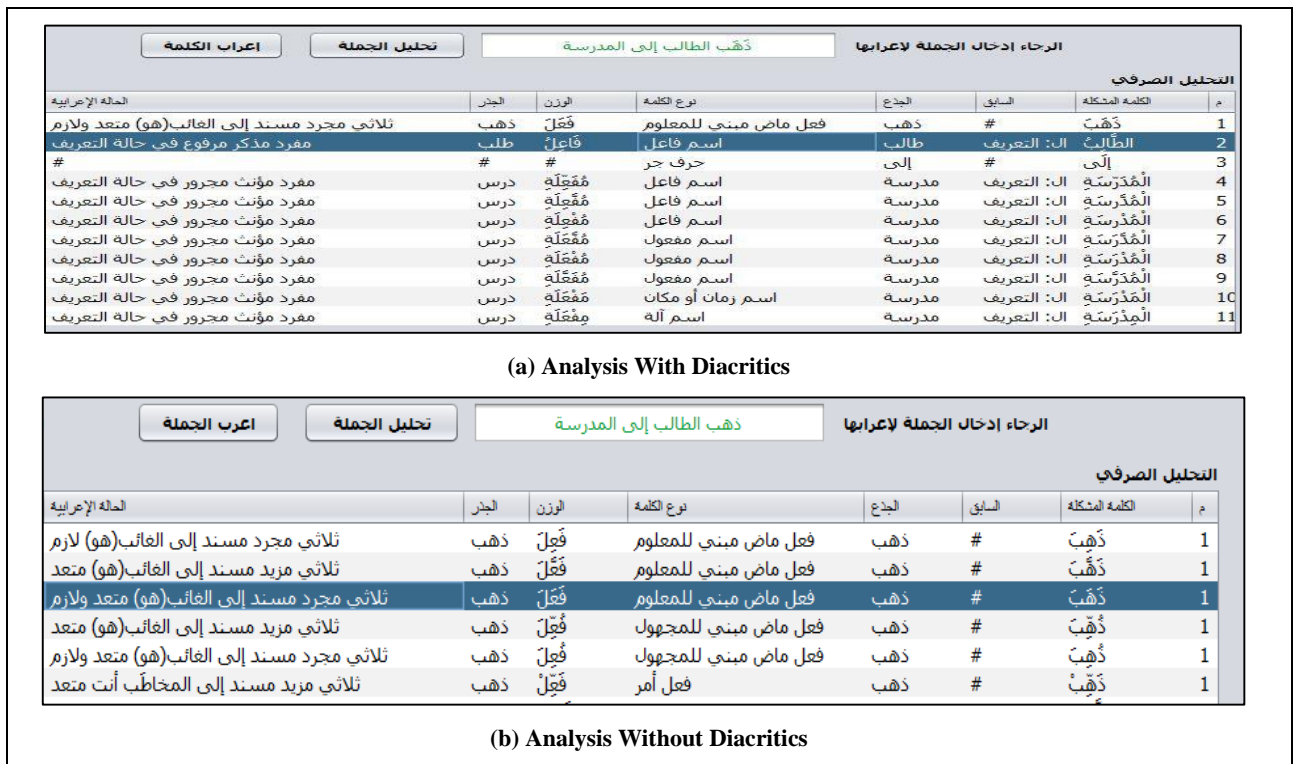 الرجاء إدخال الجملة لإعرابها ذَهَب الطالب إلى المدرسة تحليل الجملة إعراب الكلمة
التحليل الصرفي
م الكلمة المشكلة السابق الجذع نوع الكلمة الوزن الجذر الحالة الإعرابية
1 ذَهَبَ # ذهب فعل ماض مبني للمعلوم فَعَلَ ذهب ثلاثي مجرد مسند إلى الغائب(هو) متعد ولازم
2 الطَّالِبُ ال: التعريف طالب اسم فاعل فَاعِلُ طلب مفرد مذكر مرفوع في حالة التعريف
3 إلَى # إلى حرف جر # # #
4 الْمُدَرّسَةِ ال: التعريف مدرسة اسم فاعل مُفَعِّلَةِ درس مفرد مؤنث مجرور في حالة التعريف
5 الْمُدَّرِسَةِ ال: التعريف مدرسة اسم فاعل مُفَّعِلَةِ درس مفرد مؤنث مجرور في حالة التعريف
6 الْمُدْرِسَةِ ال: التعريف مدرسة اسم فاعل مُفْعِلَةِ درس مفرد مؤنث مجرور في حالة التعريف
7 الْمُدَّرَسَةِ ال: التعريف مدرسة اسم مفعول مُفَّعَلَةِ درس مفرد مؤنث مجرور في حالة التعريف
8 الْمُدْرَسَةِ ال: التعريف مدرسة اسم مفعول مُفْعَلَةِ درس مفرد مؤنث مجرور في حالة التعريف
9 الْمُدَرَّسَةِ ال: التعريف مدرسة اسم مفعول مُفَعَّلَةِ درس مفرد مؤنث مجرور في حالة التعريف
10 الْمَدْرَسَةِ ال: التعريف مدرسة اسم زمان أو مكان مَفْعَلَةِ درس مفرد مؤنث مجرور في حالة التعريف
11 الْمِدْرَسَةِ ال: التعريف مدرسة اسم آلة مِفْعَلَةِ درس مفرد مؤنث مجرور في حالة التعريف
(a) Analysis With Diacritics
الرجاء إدخال الجملة لإعرابها ذهب الطالب إلى المدرسة تحليل الجملة اعرب الجملة
التحليل الصرفي
م الكلمة المشكلة السابق الجذع نوع الكلمة الوزن الجذر الحالة الإعرابية
1 ذَهِبَ # ذهب فعل ماض مبني للمعلوم فَعِلَ ذهب ثلاثي مجرد مسند إلى الغائب(هو) لازم
1 ذَهَّبَ # ذهب فعل ماض مبني للمعلوم فَعَّلَ ذهب ثلاثي مزيد مسند إلى الغائب(هو) متعد
1 ذَهَبَ # ذهب فعل ماض مبني للمعلوم فَعَلَ ذهب ثلاثي مجرد مسند إلى الغائب(هو) متعد ولازم
1 ذُهِّبَ # ذهب فعل ماض مبني للمجهول فُعِّلَ ذهب ثلاثي مزيد مسند إلى الغائب(هو) متعد
1 ذُهِبَ # ذهب فعل ماض مبني للمجهول فُعِلَ ذهب ثلاثي مجرد مسند إلى الغائب(هو) متعد ولازم
1 ذَهِّبْ # ذهب فعل أمر فَعِّلْ ذهب ثلاثي مزيد مسند إلى المخاطَب أنت متعد
(b) Analysis Without Diacritics